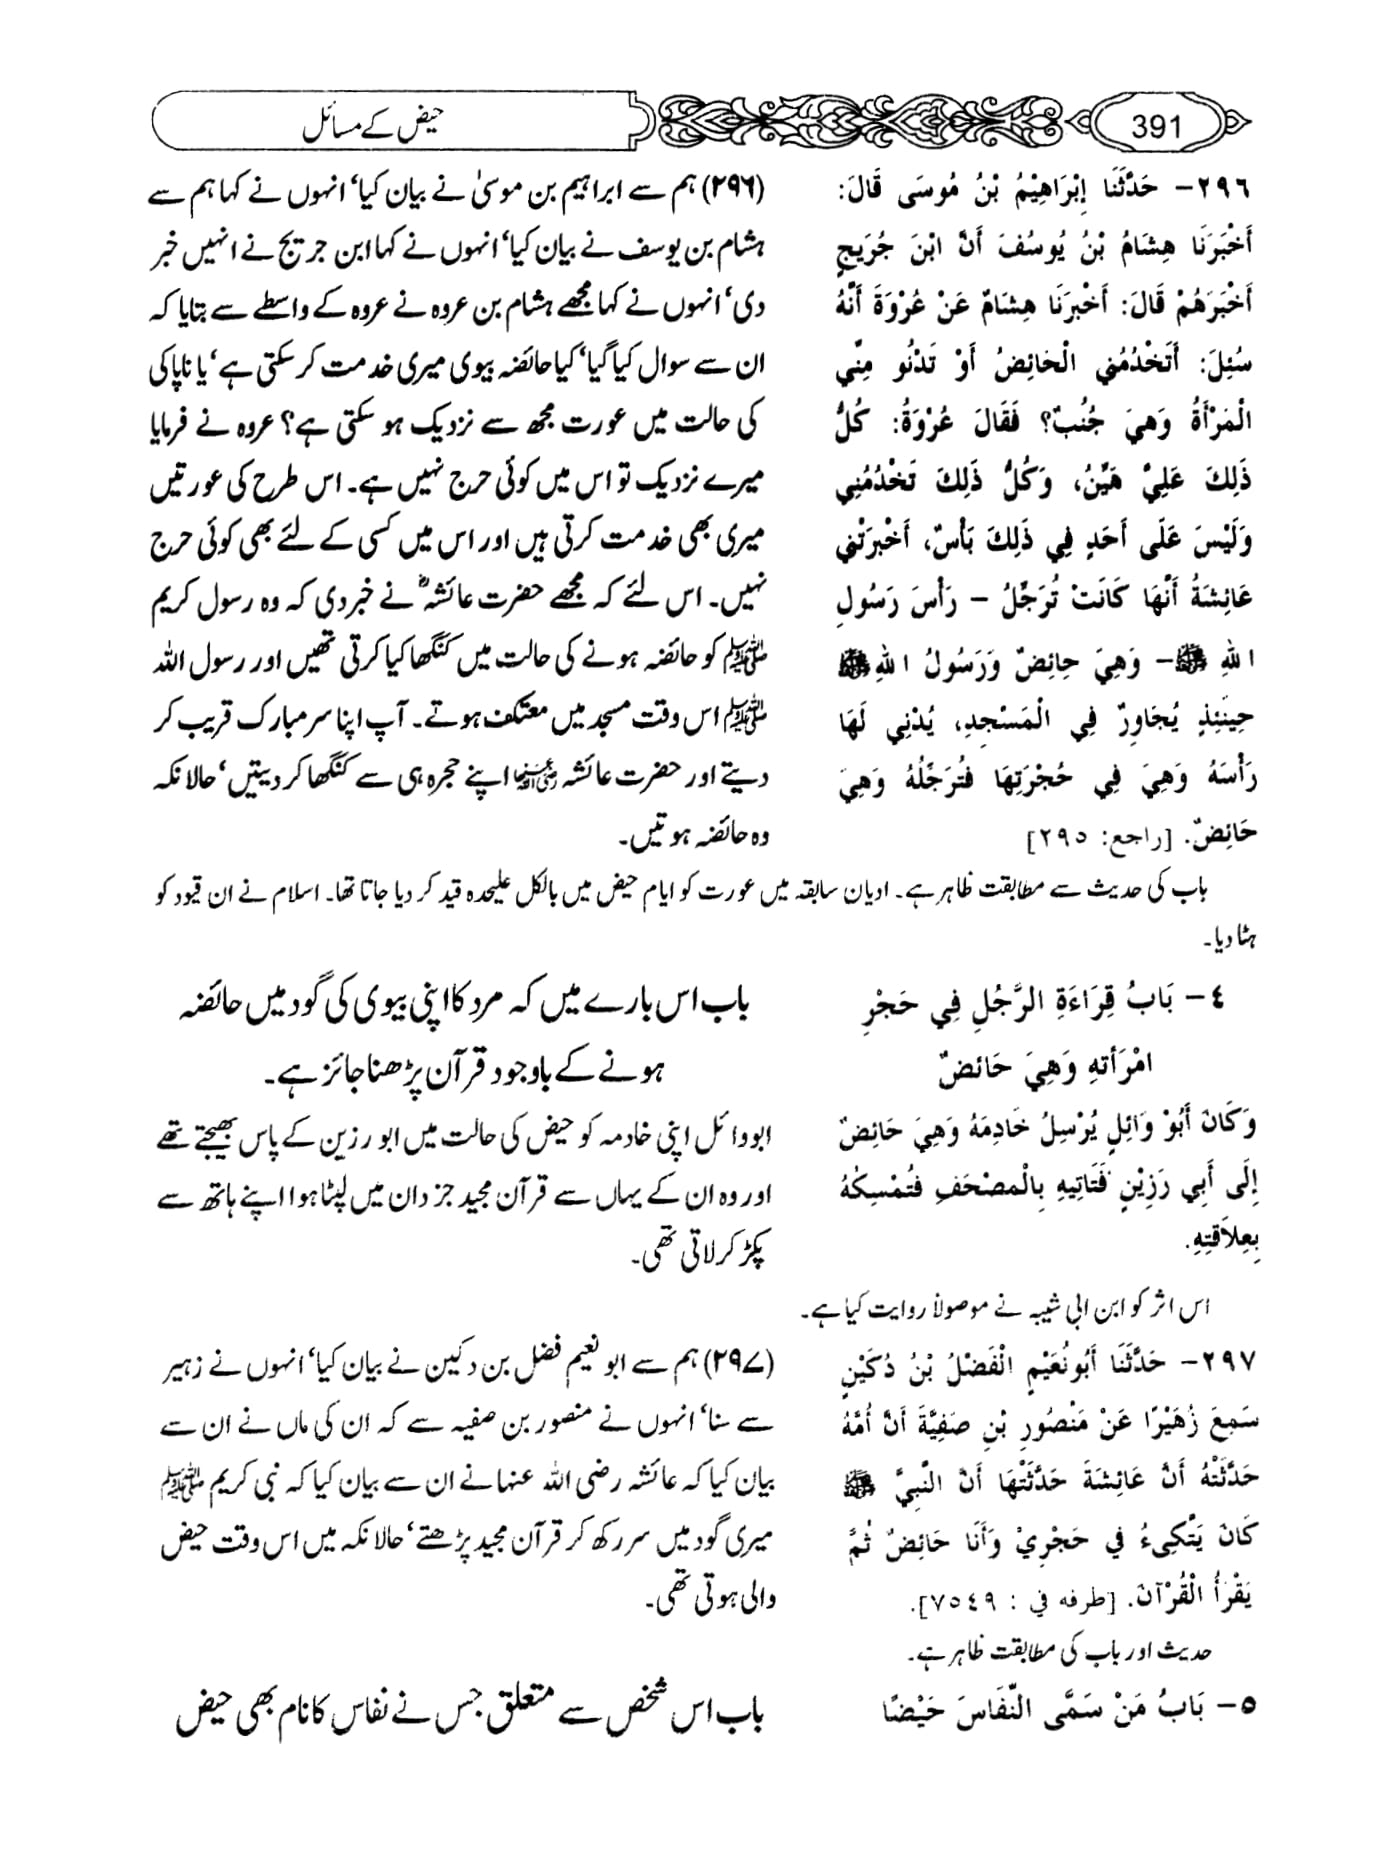 391
حیض کے مسائل
٢٩٦- حَدَّثَنَا إِبْرَاهِيْمُ بْنُ مُوسَى قَالَ:
أَخْبَرَنَا هِشَامُ بْنُ يُوسُفَ أَنَّ ابْنَ جُرَيجٍ
أَخْبَرَهُمْ قَالَ: أَخْبَرَنَا هِشَامٌ عَنْ عُرْوَةَ أَنَّهُ
سُئِلَ: أَتَخْدُمُنِي الْحَائِضُ أَوْ تَدْنُو مِنِّي
الْمَرْأَةُ وَهِيَ جُنُبٌ؟ فَقَالَ عُرْوَةُ: كُلُّ
ذَلِكَ عَلِيَّ هَيِّنُ، وَكُلُّ ذَلِكَ تَخْدُمُنِي
وَلَيْسَ عَلَى أَحَدٍ فِي ذَلِكَ بَأْسٌ، أَخْبَرَتْنِي
عَائِشَةُ أَنَّهَا كَانَتْ تُرَجِّلُ - رَأْسَ رَسُولِ
اللهِ ﷺ- وَهِيَ حِائِضٌ وَرَسُولُ اللهِ ﷺ
حِينَئِذٍ يُجَاوِرٌ فِي الْمَسْجِدِ، يُدْنِي لَهَا
رَأْسَهُ وَهِيَ فِي حُجْرَتِهَا فَتُرَجِّلُهُ وَهِيَ
حَائِضٌ. [راجع: ٢٩٥]
(۲۹۶) ہم سے ابراہیم بن موسیٰ نے بیان کیا‘ انہوں نے کہا ہم سے
ہشام بن یوسف نے بیان کیا‘ انہوں نے کہا ابن جریج نے انہیں خبر
دی‘ انہوں نے کہا مجھے ہشام بن عروہ نے عروہ کے واسطے سے بتایا کہ
ان سے سوال کیا گیا‘ کیا حائضہ بیوی میری خدمت کر سکتی ہے‘ یا ناپاکی
کی حالت میں عورت مجھ سے نزدیک ہو سکتی ہے؟ عروہ نے فرمایا
میرے نزدیک تو اس میں کوئی حرج نہیں ہے۔ اس طرح کی عورتیں
میری بھی خدمت کرتی ہیں اور اس میں کسی کے لئے بھی کوئی حرج
نہیں۔ اس لئے کہ مجھے حضرت عائشہؓ نے خبر دی کہ وہ رسول کریم
ﷺ کو حائضہ ہونے کی حالت میں کنگھا کیا کرتی تھیں اور رسول اللہ
ﷺ اس وقت مسجد میں معتکف ہوتے۔ آپ اپنا سر مبارک قریب کر
دیتے اور حضرت عائشہ رضی اللہ عنہا اپنے حجرہ ہی سے کنگھا کر دیتیں‘ حالانکہ
وہ حائضہ ہوتیں۔
باب کی حدیث سے مطابقت ظاہر ہے۔ ادیان سابقہ میں عورت کو ایام حیض میں بالکل علیحدہ قید کر دیا جاتا تھا۔ اسلام نے ان قیود کو
ہٹا دیا۔
٤- بَابُ قِرَاءَةِ الرَّجُلِ فِي حَجْرِ
امْرَأتهِ وَهِيَ حَائضٌ
باب اس بارے میں کہ مرد کا اپنی بیوی کی گود میں حائضہ
ہونے کے باوجود قرآن پڑھنا جائز ہے۔
وَكَانَ أَبُوْ وَائِلٍ يُرْسِلُ خَادِمَهُ وَهِيَ حَائِضٌ
إِلَى أَبِي رَزِيْنٍ فَتَاتِيهِ بِالْمصْحَفِ فَتُمْسِكُهُ
بِعِلاَقَتِهِ.
ابووائل اپنی خادمہ کو حیض کی حالت میں ابو رزین کے پاس بھیجتے تھے
اور وہ ان کے یہاں سے قرآن مجید جزدان میں لپٹا ہوا اپنے ہاتھ سے
پکڑ کر لاتی تھی۔
اس اثر کو ابن ابی شیبہ نے موصولاً روایت کیا ہے۔
٢٩٧- حَدَّثَنَا أَبُونُعَيْمٍ الْفَضْلُ بْنُ دُكَيْنٍ
سَمِعَ زُهَيْرًا عَنْ مَنْصُورِ بْنِ صَفِيَّةَ أَنَّ أُمَّهُ
حَدَّثَتْهُ أَنَّ عَائِشَةَ حَدَّثَتْهَا أَنَّ النَّبِيَّ ﷺ
كَانَ يَتَّكِىءُ فِي حَجْرِيْ وَأَنَا حَائِضٌ ثُمَّ
يَقْرَأُ الْقُرْآنَ. [طرفه في : ٧٥٤٩].
(۲۹۷) ہم سے ابو نعیم فضل بن دکین نے بیان کیا‘ انہوں نے زہیر
سے سنا‘ انہوں نے منصور بن صفیہ سے کہ ان کی ماں نے ان سے
بیان کیا کہ عائشہ رضی اللہ عنہا نے ان سے بیان کیا کہ نبی کریم ﷺ
میری گود میں سر رکھ کر قرآن مجید پڑھتے‘ حالانکہ میں اس وقت حیض
والی ہوتی تھی۔
حدیث اور باب کی مطابقت ظاہر ہے۔
٥- بَابُ مَنْ سَمَّى النِّفَاسَ حَيْضًا
باب اس شخص سے متعلق جس نے نفاس کا نام بھی حیض